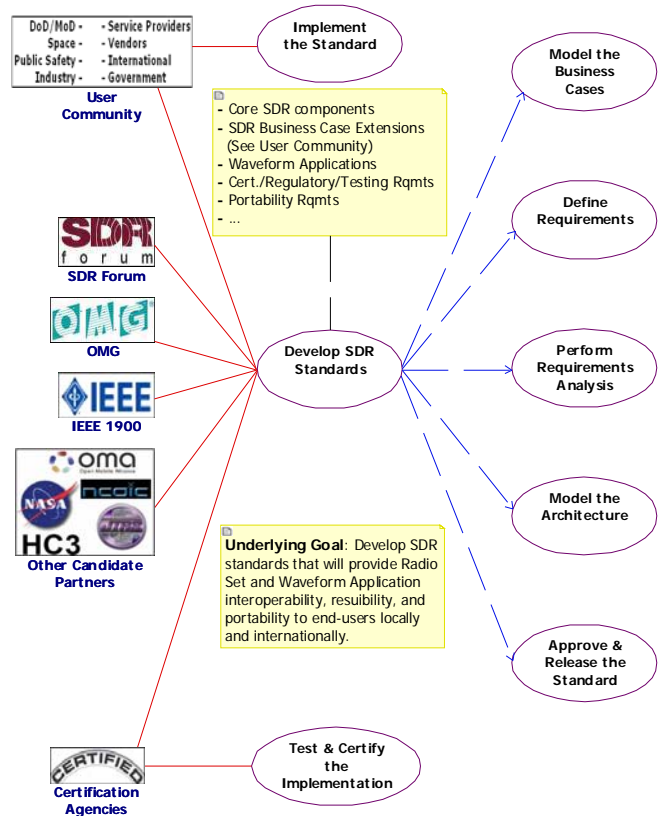 DoD/MoD - - Service Providers
Space - - Vendors
Public Safety - - International
Industry - - Government
User
Community
Implement
the Standard
Model the
Business
Cases
- Core SDR components
- SDR Business Case Extensions
(See User Community)
- Waveform Applications
- Cert./Regulatory/Testing Rqmts
- Portability Rqmts
- ...
Define
Requirements
SDR
forum
SDR Forum
OMG
OMG
Develop SDR
Standards
Perform
Requirements
Analysis
IEEE
IEEE 1900
oma
Open Mobile Alliance
NASA
ncoic
HC3
Other Candidate
Partners
Model the
Architecture
Underlying Goal: Develop SDR
standards that will provide Radio
Set and Waveform Application
interoperability, resuibility, and
portability to end-users locally
and internationally.
Approve &
Release the
Standard
CERTIFIED
Certification
Agencies
Test & Certify
the
Implementation